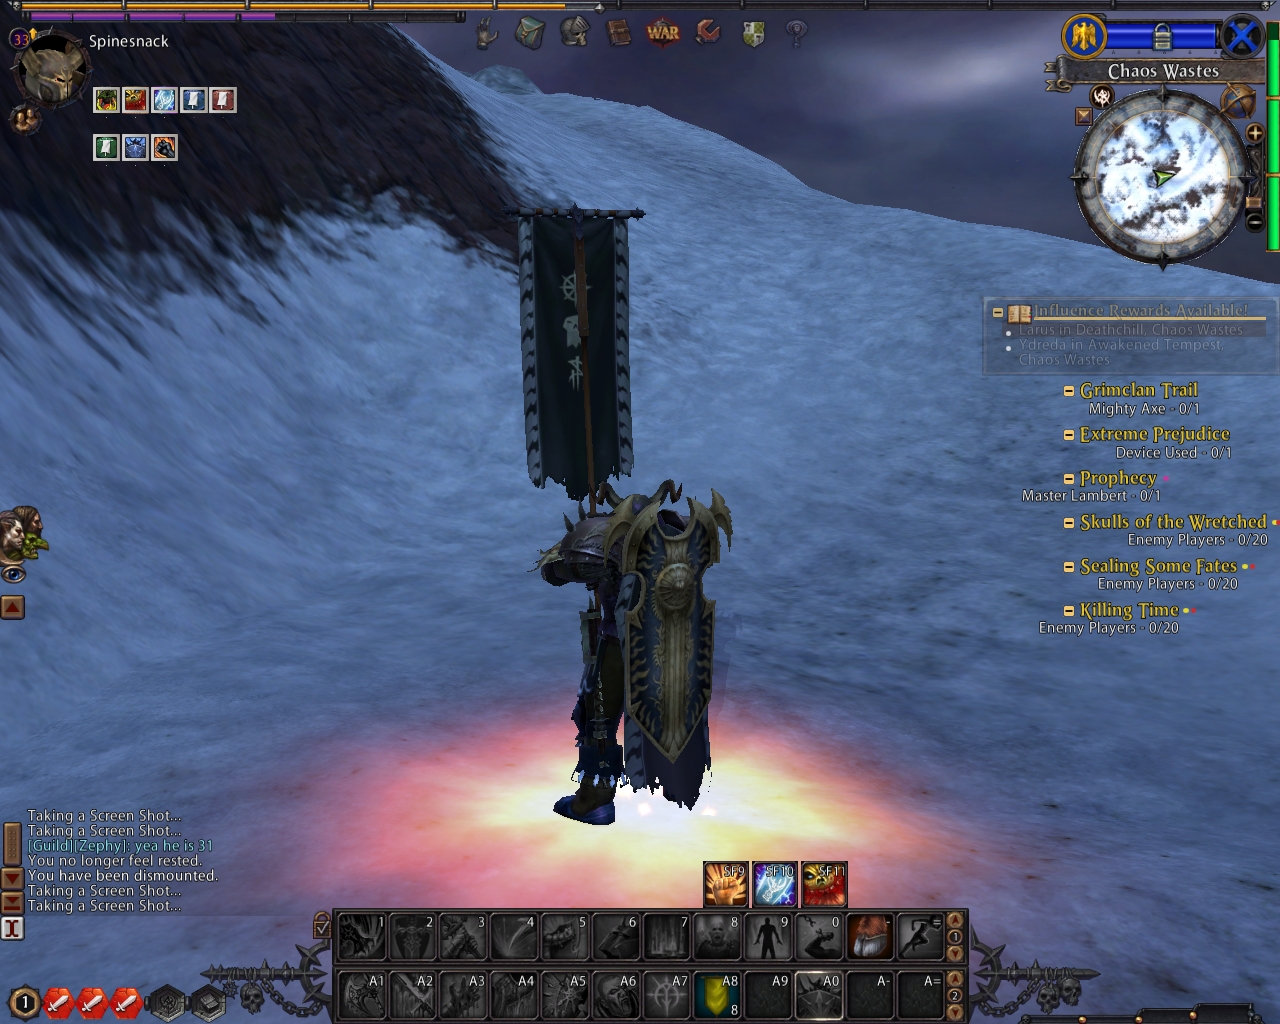 33
Spinesnack
WAR
Chaos Wastes
Influence Rewards Available!
Larus in Deathchill, Chaos Wastes
Ydreda in Awakened Tempest,
Chaos Wastes
Grimclan Trail
Mighty Axe - 0/1
Extreme Prejudice
Device Used - 0/1
Prophecy
Master Lambert - 0/1
Skulls of the Wretched
Enemy Players - 0/20
Sealing Some Fates
Enemy Players - 0/20
Killing Time
Enemy Players - 0/20
Taking a Screen Shot...
Taking a Screen Shot...
[Guild][Zephy]: yea he is 31
You no longer feel rested.
You have been dismounted.
Taking a Screen Shot...
Taking a Screen Shot...
SF9 SF10 SF11
1 2 3 4 5 6 7 8 9 0 - = 1
A1 A2 A3 A4 A5 A6 A7 A8 A9 A0 A- A= 2
8
1